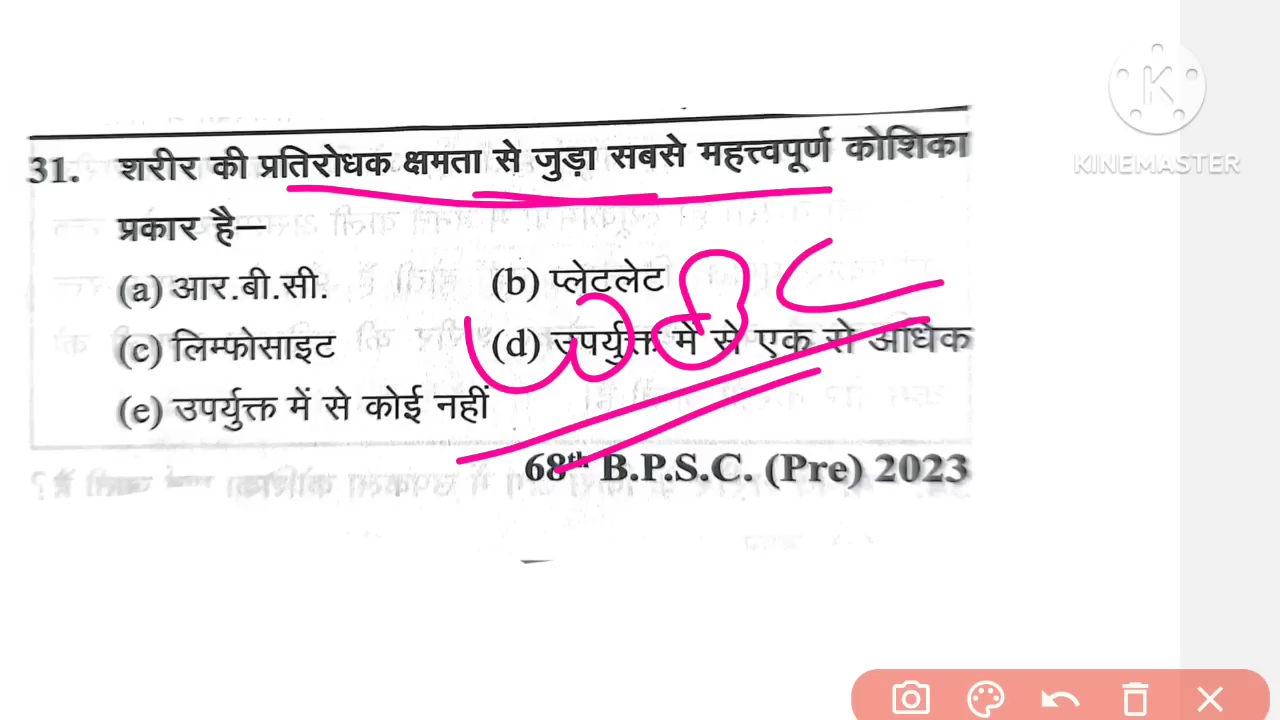 KINEMASTER
31. शरीर की प्रतिरोधक क्षमता से जुड़ा सबसे महत्त्वपूर्ण कोशिका
प्रकार है—
(a) आर.बी.सी. (b) प्लेटलेट
(c) लिम्फोसाइट (d) उपर्युक्त में से एक से अधिक
(e) उपर्युक्त में से कोई नहीं
WBC
68th B.P.S.C. (Pre) 2023